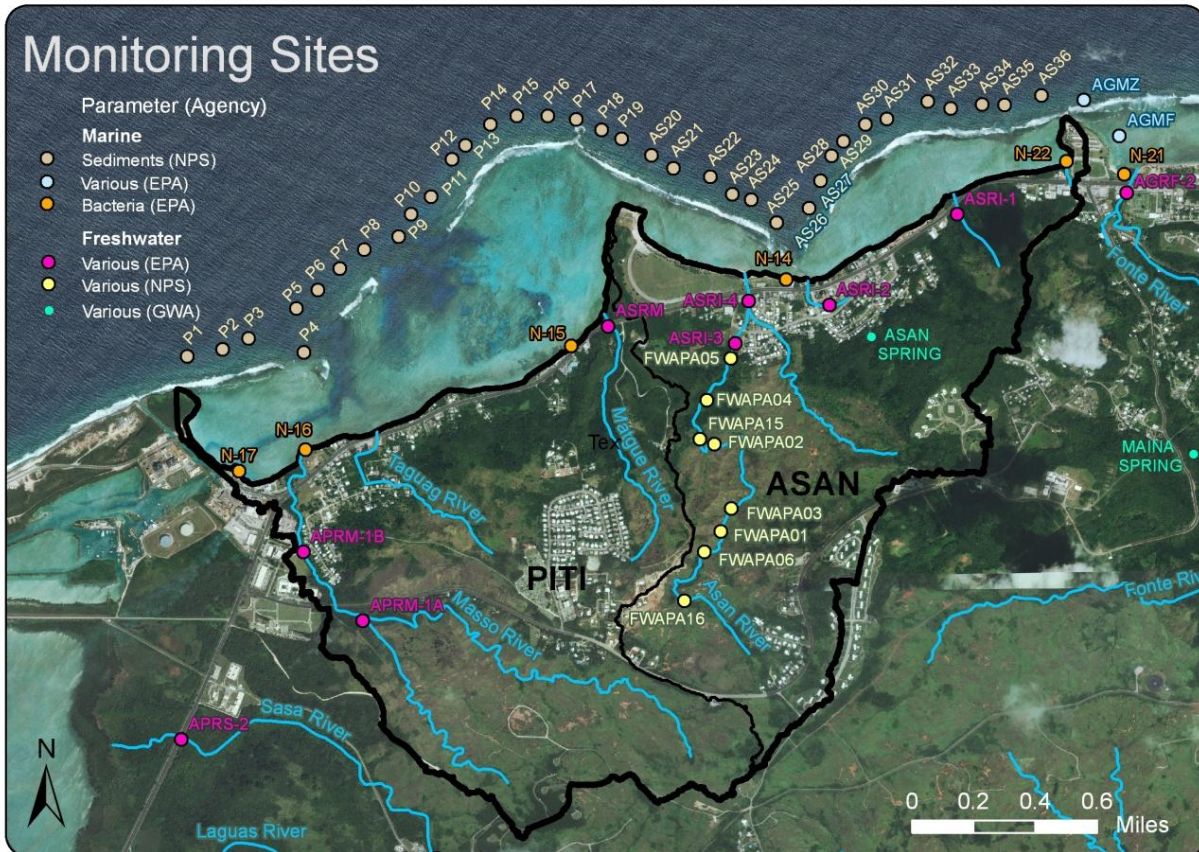 Monitoring Sites
Parameter (Agency)
Marine
Sediments (NPS)
Various (EPA)
Bacteria (EPA)
Freshwater
Various (EPA)
Various (NPS)
Various (GWA)
P1
P2
P3
P4
P5
P6
P7
P8
P9
P10
P11
P12
P13
P14
P15
P16
P17
P18
P19
AS20
AS21
AS22
AS23
AS24
AS25
AS26
AS27
AS28
AS29
AS30
AS31
AS32
AS33
AS34
AS35
AS36
AGMZ
AGMF
N-22
N-21
AGRF-2
ASRI-1
Fonte River
N-14
ASRI-2
ASRI-4
ASRM
ASRI-3
N-15
ASAN
SPRING
FWAPA05
FWAPA04
FWAPA15
FWAPA02
Tex
Matgue River
N-16
N-17
Taguag River
MAINA
SPRING
ASAN
FWAPA03
FWAPA01
FWAPA06
APRM-1B
PITI
Fonte Riv
FWAPA16
Asan River
APRM-1A
Masso River
APRS-2
Sasa River
N
0 0.2 0.4 0.6
Miles
Laguas River